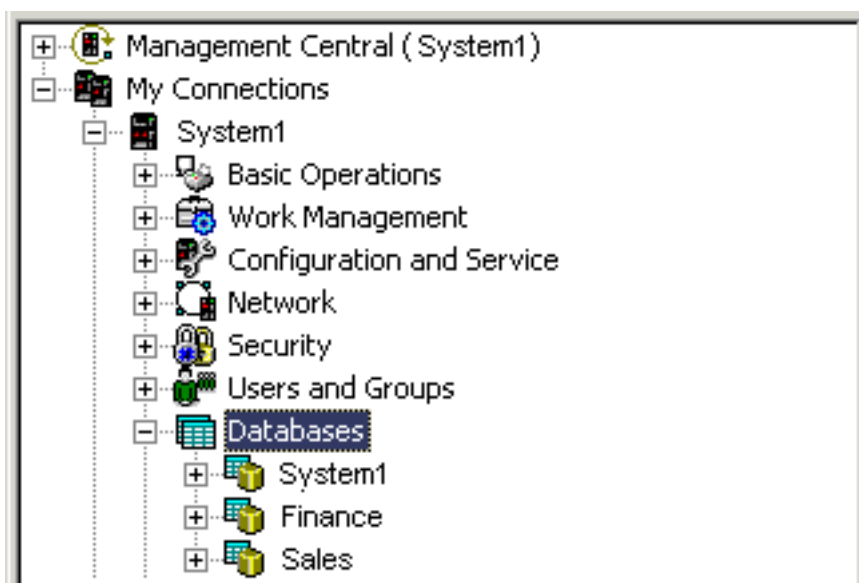 Management Central ( System1)
My Connections
System1
Basic Operations
Work Management
Configuration and Service
Network
Security
Users and Groups
Databases
System1
Finance
Sales